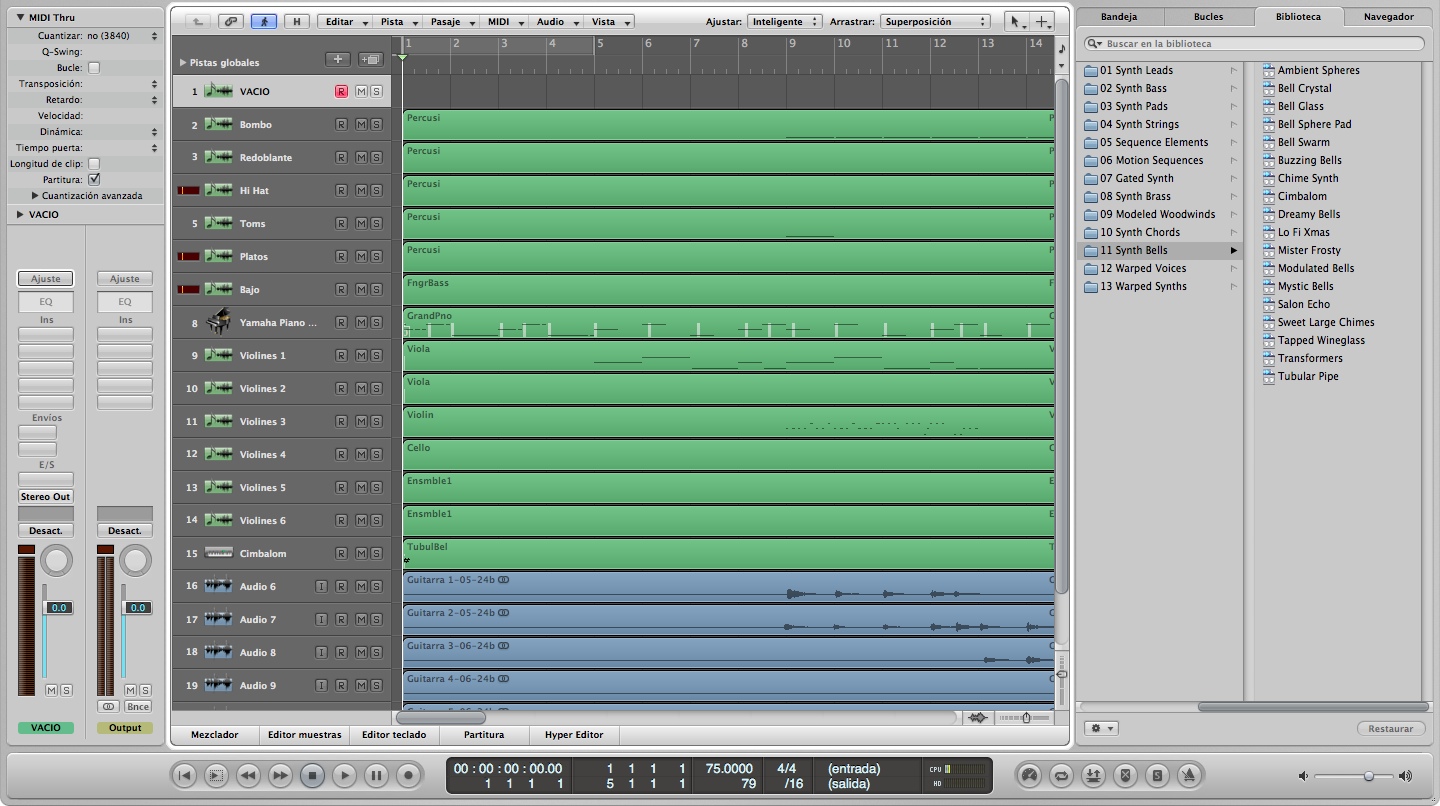 MIDI Thru
Cuantizar: no (3840)
Q-Swing:
Bucle:
Transposición:
Retardo:
Velocidad:
Dinámica:
Tiempo puerta:
Longitud de clip:
Partitura:
Cuantización avanzada
VACIO
Ajuste Ajuste
EQ EQ
Ins Ins
Envíos
E/S
Stereo Out
Desact. Desact.
0.0 0.0
M S M S
Bnce
VACIO Output
H Editar Pista Pasaje MIDI Audio Vista Ajustar: Inteligente Arrastrar: Superposición
Pistas globales
1 2 3 4 5 6 7 8 9 10 11 12 13 14
1 VACIO R M S
2 Bombo R M S Percusi
3 Redoblante R M S Percusi
Hi Hat R M S Percusi
5 Toms R M S Percusi
Platos R M S Percusi
Bajo R M S FngrBass
8 Yamaha Piano ... R M S GrandPno
9 Violines 1 R M S Viola
10 Violines 2 R M S Viola
11 Violines 3 R M S Violin
12 Violines 4 R M S Cello
13 Violines 5 R M S Ensmble1
14 Violines 6 R M S Ensmble1
15 Cimbalom R M S TubulBel
16 Audio 6 I R M S Guitarra 1-05-24b
17 Audio 7 I R M S Guitarra 2-05-24b
18 Audio 8 I R M S Guitarra 3-06-24b
19 Audio 9 I R M S Guitarra 4-06-24b
Mezclador Editor muestras Editor teclado Partitura Hyper Editor
Bandeja Bucles Biblioteca Navegador
Buscar en la biblioteca
01 Synth Leads
02 Synth Bass
03 Synth Pads
04 Synth Strings
05 Sequence Elements
06 Motion Sequences
07 Gated Synth
08 Synth Brass
09 Modeled Woodwinds
10 Synth Chords
11 Synth Bells
12 Warped Voices
13 Warped Synths
Ambient Spheres
Bell Crystal
Bell Glass
Bell Sphere Pad
Bell Swarm
Buzzing Bells
Chime Synth
Cimbalom
Dreamy Bells
Lo Fi Xmas
Mister Frosty
Modulated Bells
Mystic Bells
Salon Echo
Sweet Large Chimes
Tapped Wineglass
Transformers
Tubular Pipe
Restaurar
00 : 00 : 00 : 00.00 1 1 1 1 75.0000 4/4 (entrada) CPU
1 1 1 1 5 1 1 1 79 /16 (salida) HD